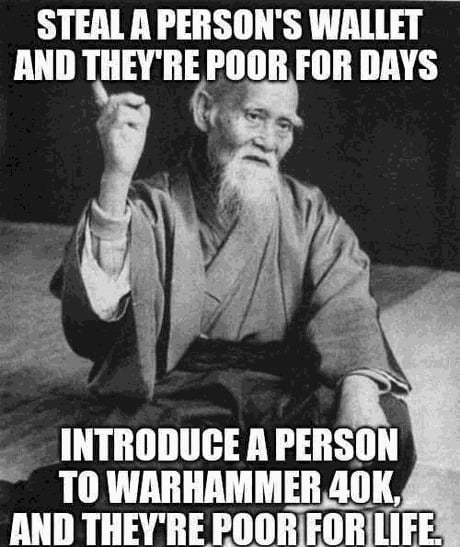 STEAL A PERSON'S WALLET
AND THEY'RE POOR FOR DAYS
INTRODUCE A PERSON
TO WARHAMMER 40K,
AND THEY'RE POOR FOR LIFE.